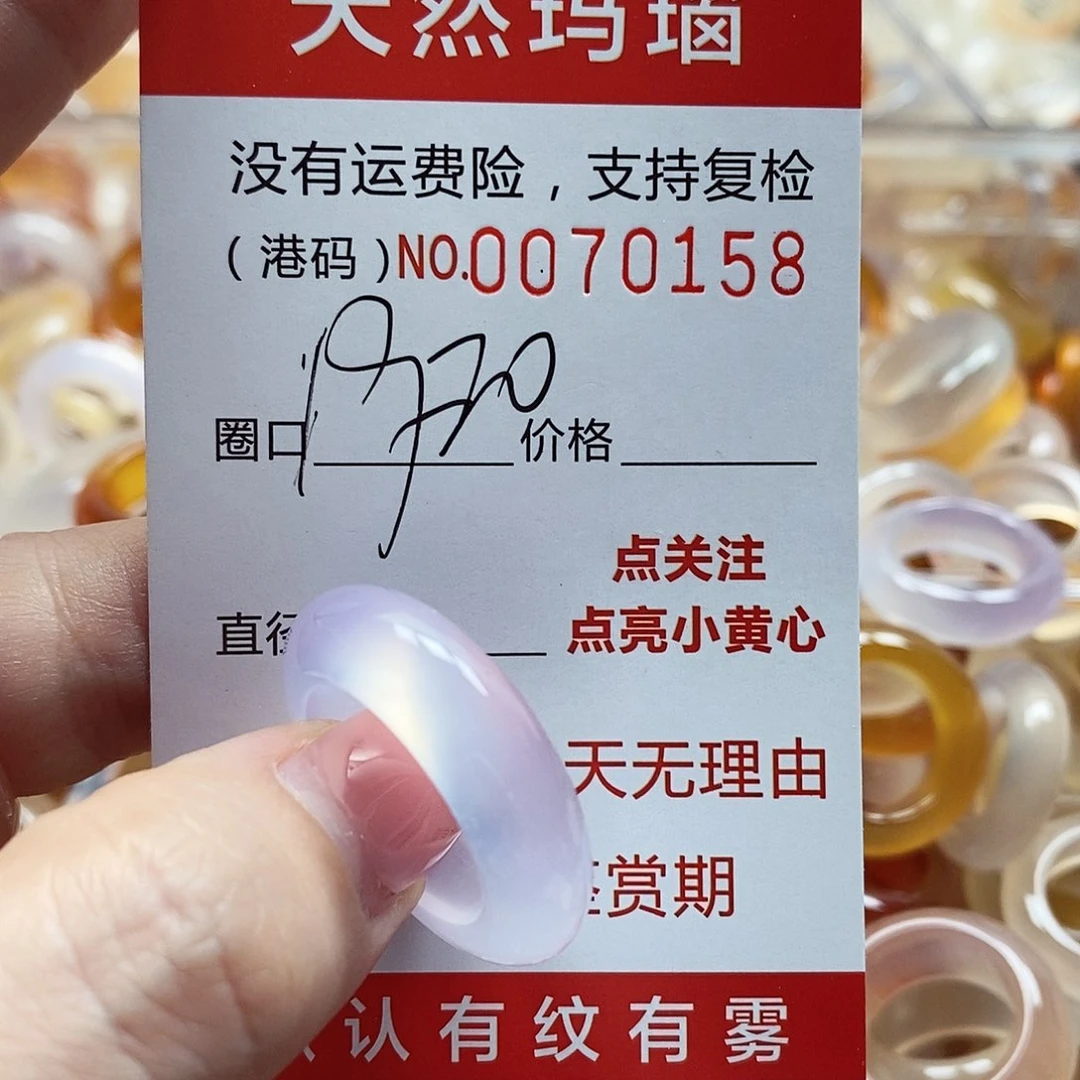 天然玛瑙
没有运费险，支持复检
(港码)NO.0070158
圈口 价格
点关注
直径 点亮小黄心
天无理由
鉴赏期
认有纹有雾